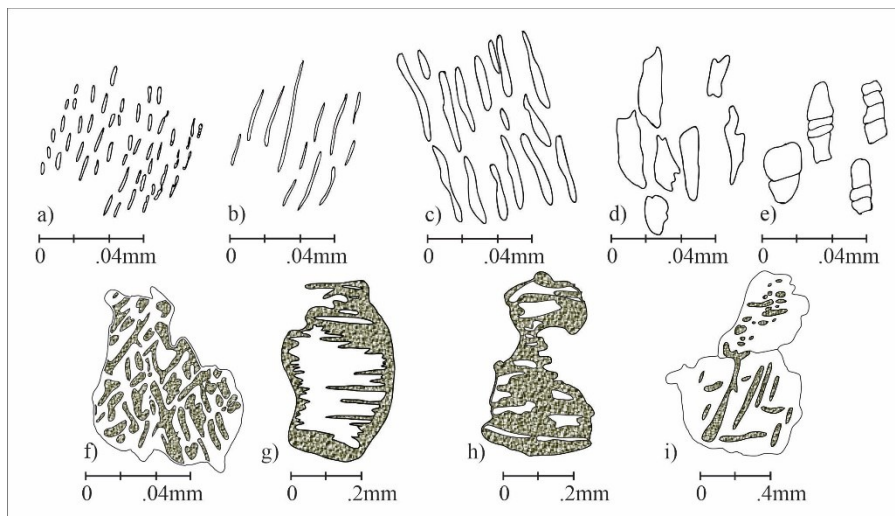 a) b) c) d) e)
0 .04mm 0 .04mm 0 .04mm 0 .04mm 0 .04mm
f) g) h) i)
0 .04mm 0 .2mm 0 .2mm 0 .4mm